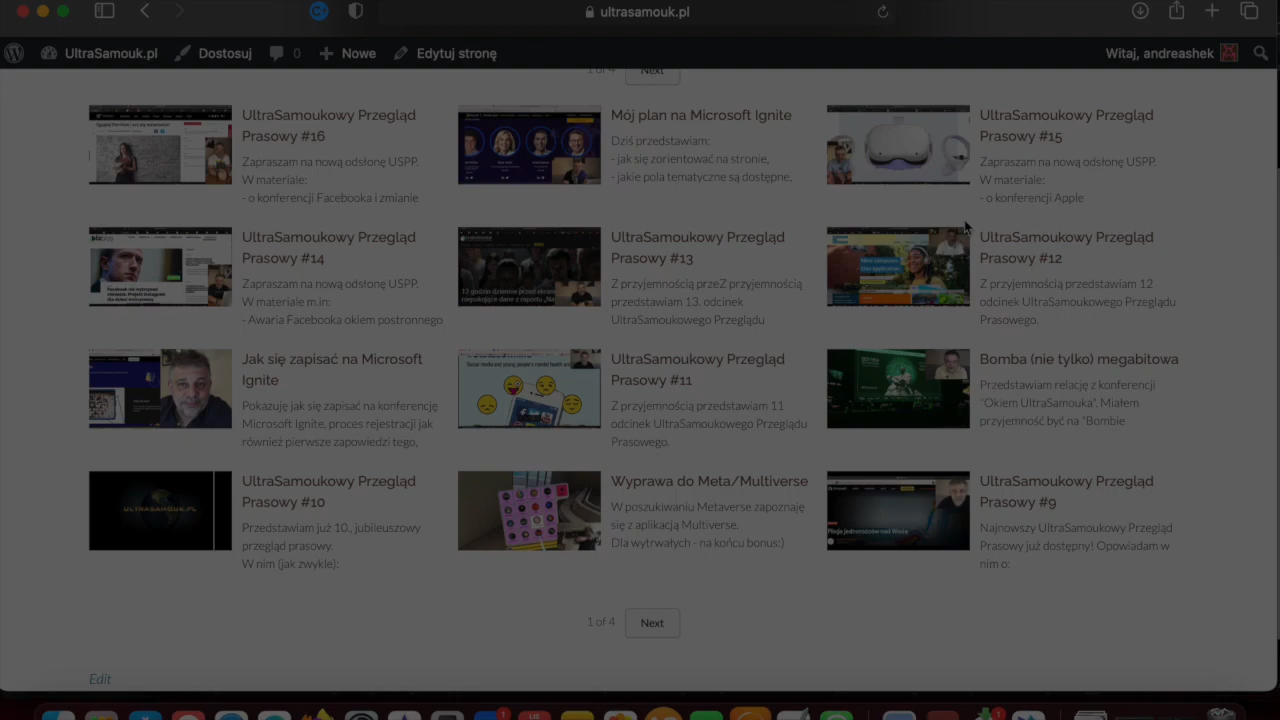 ultrasamouk.pl
UltraSamouk.pl Dostosuj 0 Nowe Edytuj stronę Witaj, andreashek
1 of 4 Next
UltraSamoukowy Przegląd
Prasowy #16
Zapraszam na nową odsłonę USPP.
W materiale:
- o konferencji Facebooka i zmianie
Mój plan na Microsoft Ignite
Dziś przedstawiam:
- jak się zorientować na stronie,
- jakie pola tematyczne są dostępne,
UltraSamoukowy Przegląd
Prasowy #15
Zapraszam na nową odsłonę USPP.
W materiale:
- o konferencji Apple
UltraSamoukowy Przegląd
Prasowy #14
Zapraszam na nową odsłonę USPP.
W materiale m.in:
- Awaria Facebooka okiem postronnego
UltraSamoukowy Przegląd
Prasowy #13
Z przyjemnością przeZ przyjemnością
przedstawiam 13. odcinek
UltraSamoukowego Przeglądu
UltraSamoukowy Przegląd
Prasowy #12
Z przyjemnością przedstawiam 12
odcinek UltraSamoukowego Przeglądu
Prasowego.
Jak się zapisać na Microsoft
Ignite
Pokazuję jak się zapisać na konferencję
Microsoft Ignite, proces rejestracji jak
również pierwsze zapowiedzi tego,
UltraSamoukowy Przegląd
Prasowy #11
Z przyjemnością przedstawiam 11
odcinek UltraSamoukowego Przeglądu
Prasowego.
Bomba (nie tylko) megabitowa
Przedstawiam relację z konferencji
"Okiem UltraSamouka". Miałem
przyjemność być na "Bombie
UltraSamoukowy Przegląd
Prasowy #10
Przedstawiam już 10., jubileuszowy
przegląd prasowy.
W nim (jak zwykle):
ULTRASAMOUK.PL
Wyprawa do Meta/Multiverse
W poszukiwaniu Metaverse zapoznaję
się z aplikacją Multiverse.
Dla wytrwałych - na końcu bonus:)
UltraSamoukowy Przegląd
Prasowy #9
Najnowszy UltraSamoukowy Przegląd
Prasowy już dostępny! Opowiadam w
nim o:
1 of 4 Next
Edit